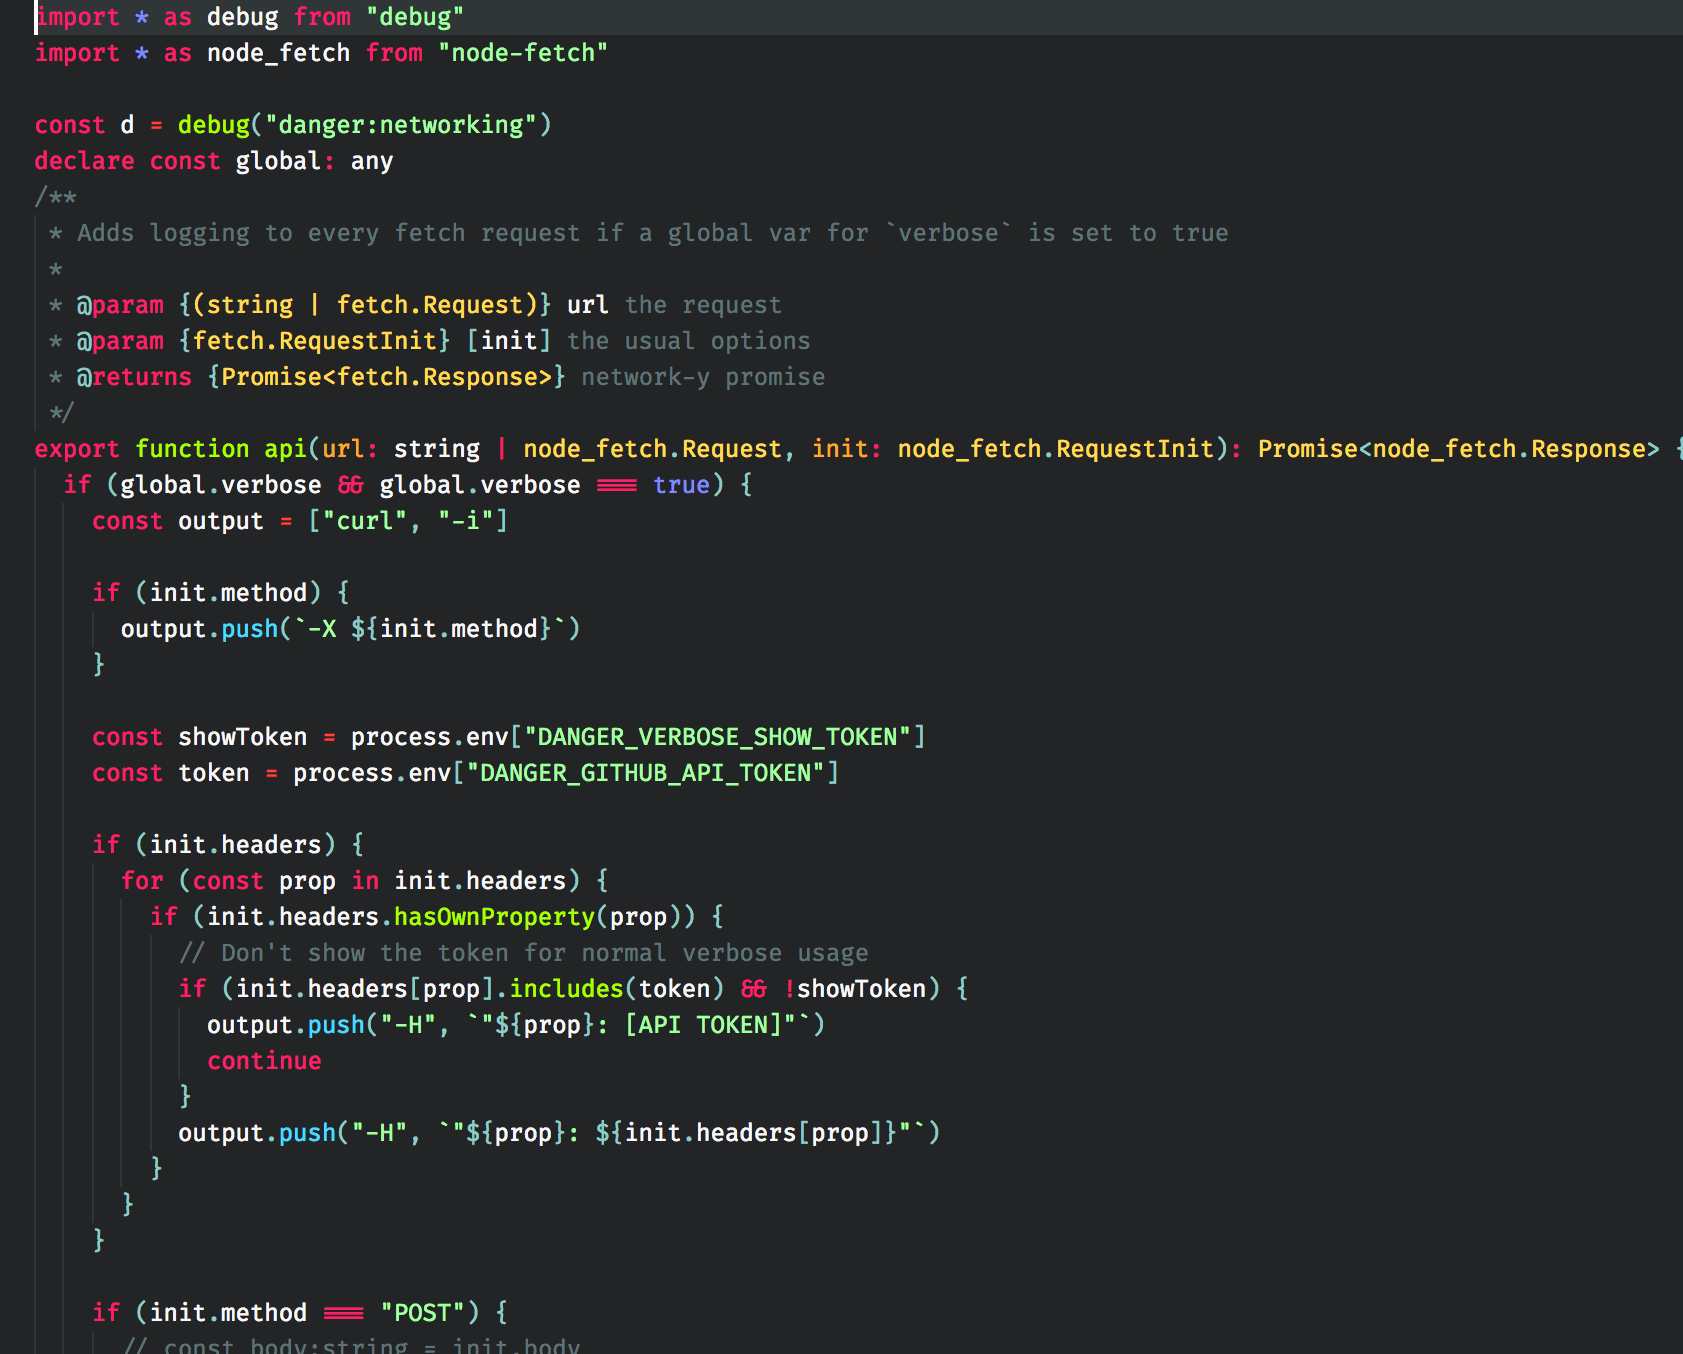 import * as debug from "debug"
import * as node_fetch from "node-fetch"

const d = debug("danger:networking")
declare const global: any
/**
 * Adds logging to every fetch request if a global var for `verbose` is set to true
 *
 * @param {(string | fetch.Request)} url the request
 * @param {fetch.RequestInit} [init] the usual options
 * @returns {Promise<fetch.Response>} network-y promise
 */
export function api(url: string | node_fetch.Request, init: node_fetch.RequestInit): Promise<node_fetch.Response> {
  if (global.verbose && global.verbose === true) {
    const output = ["curl", "-i"]

    if (init.method) {
      output.push(`-X ${init.method}`)
    }

    const showToken = process.env["DANGER_VERBOSE_SHOW_TOKEN"]
    const token = process.env["DANGER_GITHUB_API_TOKEN"]

    if (init.headers) {
      for (const prop in init.headers) {
        if (init.headers.hasOwnProperty(prop)) {
          // Don't show the token for normal verbose usage
          if (init.headers[prop].includes(token) && !showToken) {
            output.push("-H", `"${prop}: [API TOKEN]"`)
            continue
          }
          output.push("-H", `"${prop}: ${init.headers[prop]}"`)
        }
      }
    }

    if (init.method === "POST") {
      // const body:string = init.body